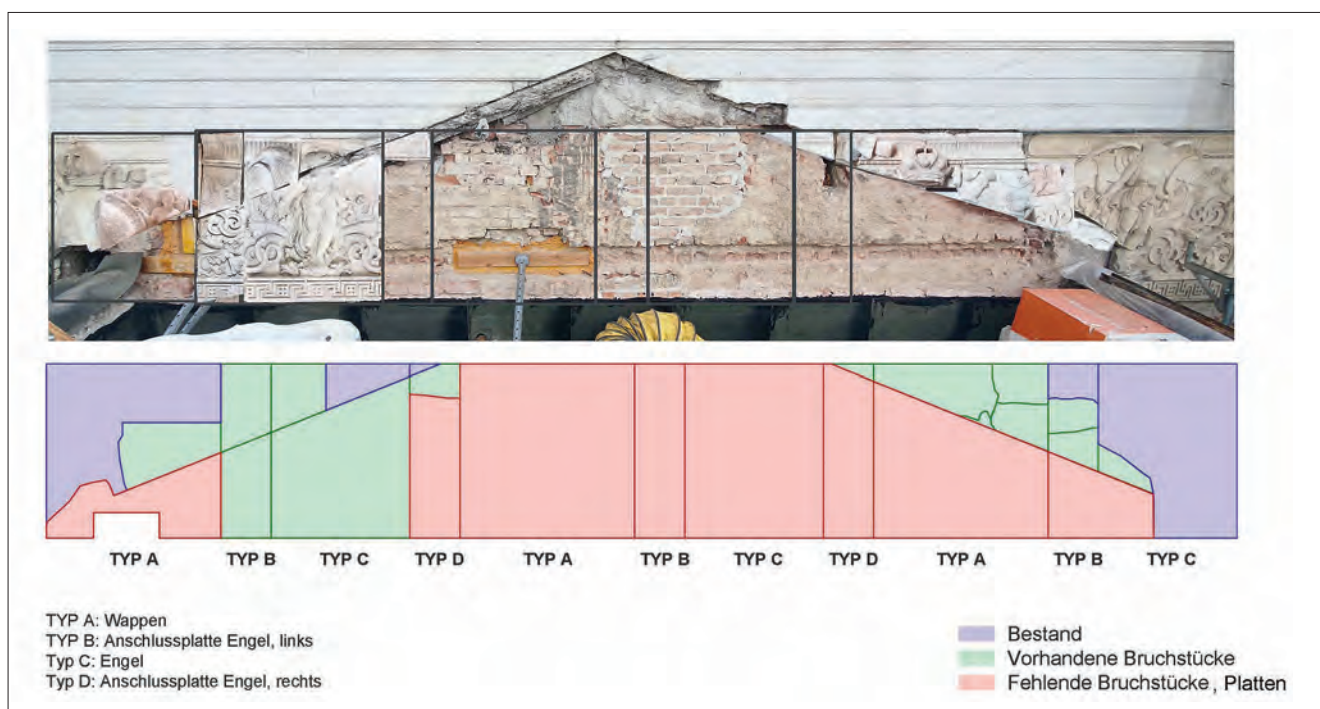 TYP A TYP B TYP C TYP D TYP A TYP B TYP C TYP D TYP A TYP B TYP C
TYP A: Wappen
TYP B: Anschlussplatte Engel, links
Typ C: Engel
Typ D: Anschlussplatte Engel, rechts
Bestand
Vorhandene Bruchstücke
Fehlende Bruchstücke, Platten